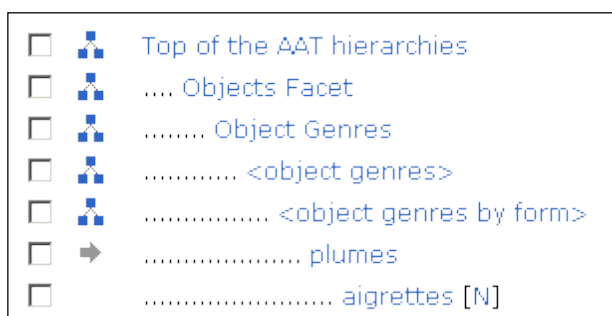 Top of the AAT hierarchies
.... Objects Facet
........ Object Genres
............ <object genres>
................ <object genres by form>
.................... plumes
........................ aigrettes [N]